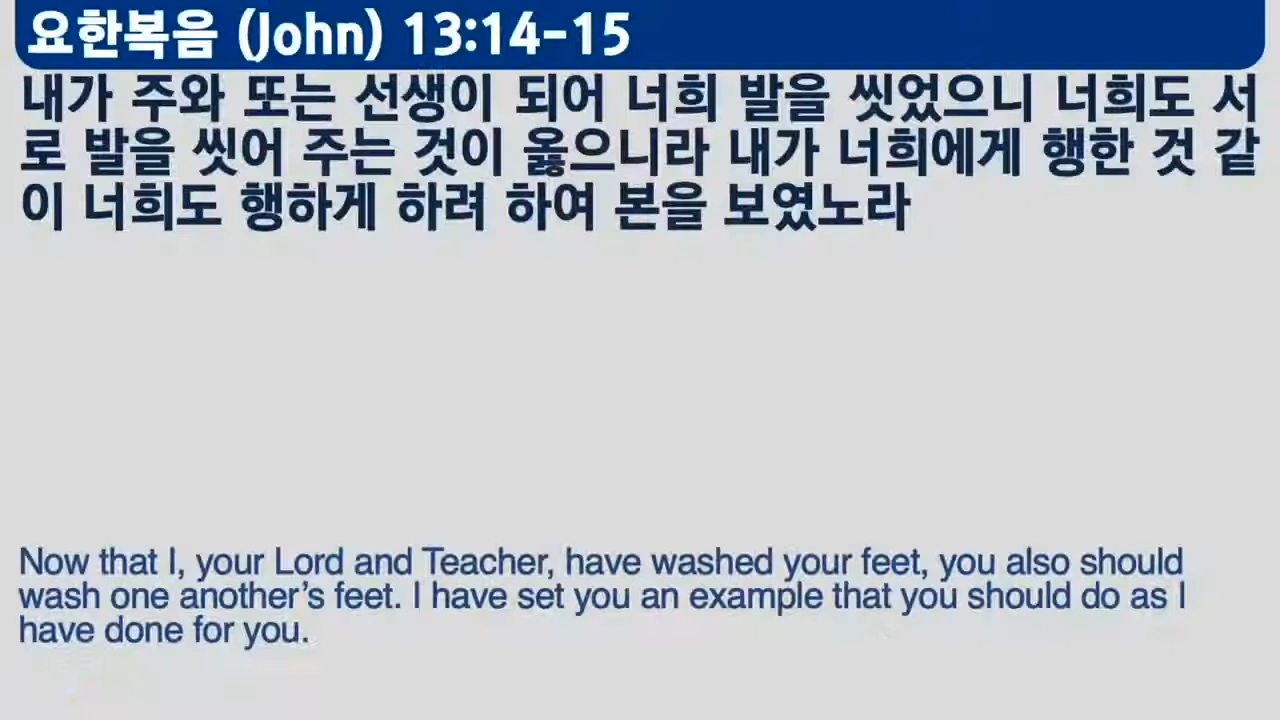 요한복음 (John) 13:14-15
내가 주와 또는 선생이 되어 너희 발을 씻었으니 너희도 서
로 발을 씻어 주는 것이 옳으니라 내가 너희에게 행한 것 같
이 너희도 행하게 하려 하여 본을 보였노라
Now that I, your Lord and Teacher, have washed your feet, you also should
wash one another’s feet. I have set you an example that you should do as I
have done for you.